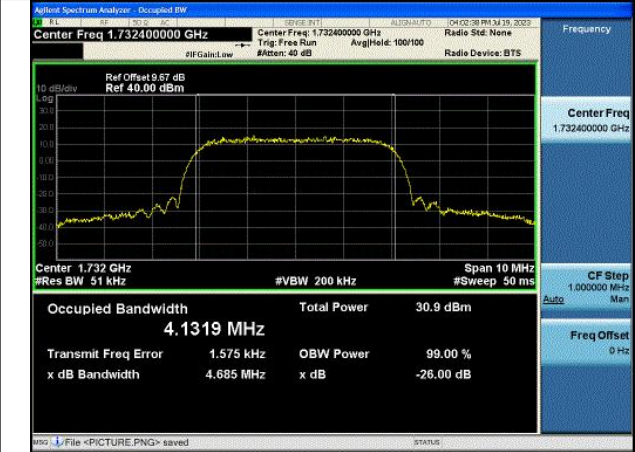 Agilent Spectrum Analyzer - Occupied BW
RL RF 50 Ω AC SENSE:INT ALIGNAUTO 04:02:38 PM Jul 19, 2023
Center Freq 1.732400000 GHz
Center Freq: 1.732400000 GHz
Radio Std: None
Trig: Free Run Avg|Hold: 100/100
#IFGain:Low #Atten: 40 dB Radio Device: BTS
Ref Offset 9.67 dB
10 dB/div Ref 40.00 dBm
Log
30.0
20.0
10.0
0.00
-10.0
-20.0
-30.0
-40.0
-50.0
Center 1.732 GHz Span 10 MHz
#Res BW 51 kHz #VBW 200 kHz #Sweep 50 ms
Occupied Bandwidth Total Power 30.9 dBm
4.1319 MHz
Transmit Freq Error 1.575 kHz OBW Power 99.00 %
x dB Bandwidth 4.685 MHz x dB -26.00 dB
MSG File <PICTURE.PNG> saved STATUS
Frequency
Center Freq
1.732400000 GHz
CF Step
1.000000 MHz
Auto Man
Freq Offset
0 Hz